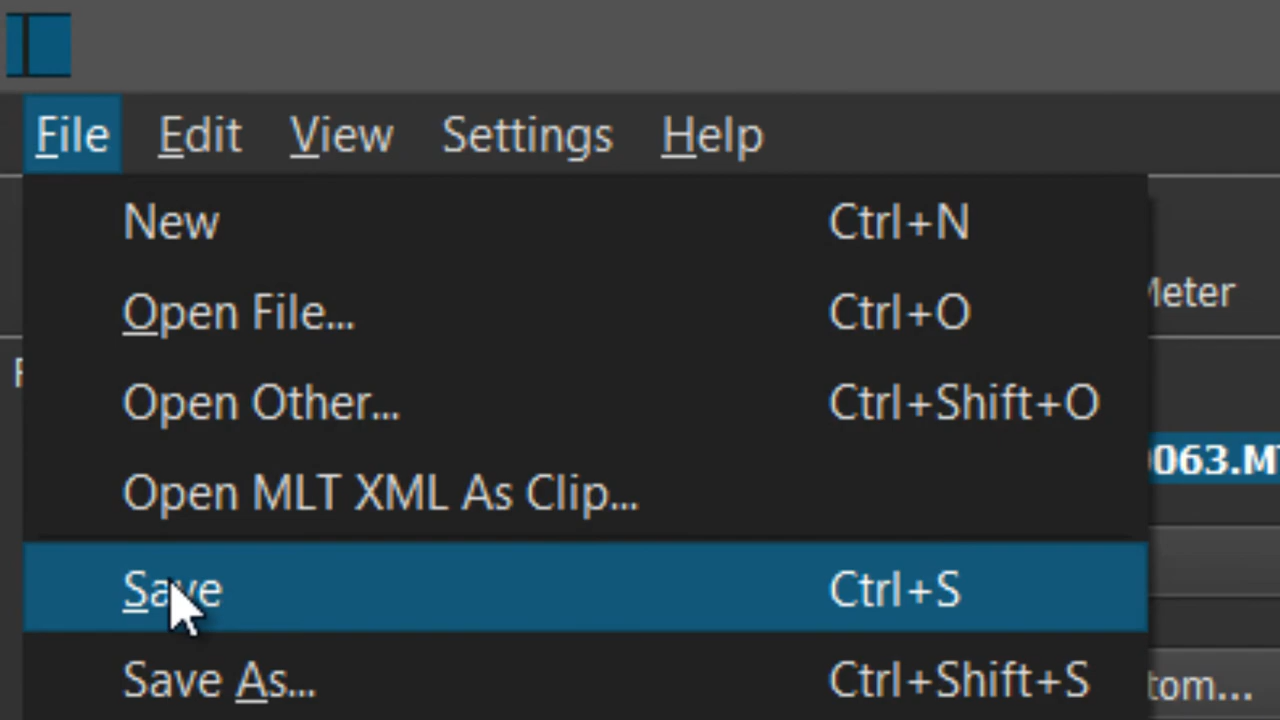 File Edit View Settings Help
New Ctrl+N
Open File... Ctrl+O
Open Other... Ctrl+Shift+O
Open MLT XML As Clip...
Save Ctrl+S
Save As... Ctrl+Shift+S